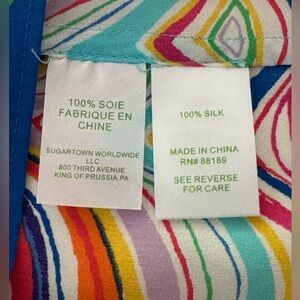 100% SOIE
FABRIQUE EN
CHINE
SUGARTOWN WORLDWIDE
LLC
800 THIRD AVENUE
KING OF PRUSSIA,PA
100% SILK
MADE IN CHINA
RN# 88189
SEE REVERSE
FOR CARE